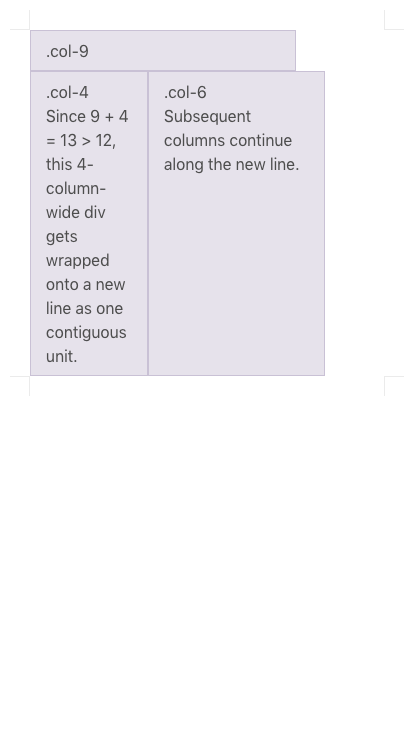 .col-9
.col-4
Since 9 + 4
= 13 > 12,
this 4-
column-
wide div
gets
wrapped
onto a new
line as one
contiguous
unit.
.col-6
Subsequent
columns continue
along the new line.